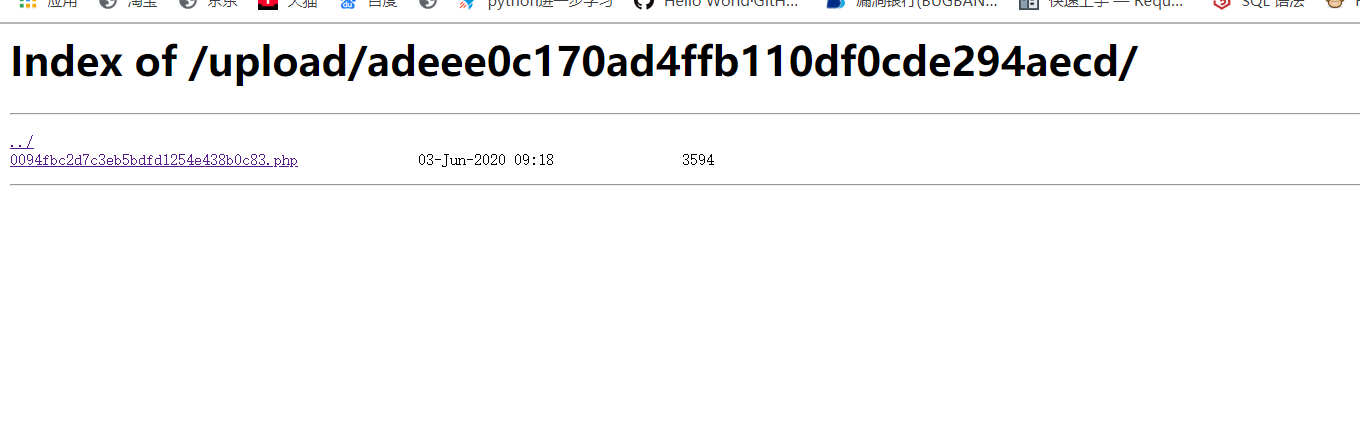 应用 淘宝 京东 天猫 百度 python进一步学习 Hello World·GitH... 漏洞银行(BUGBAN... 快速上手 — Requ... SQL 语法
Index of /upload/adeee0c170ad4ffb110df0cde294aecd/
../
0094fbc2d7c3eb5bdfd1254e438b0c83.php 03-Jun-2020 09:18 3594